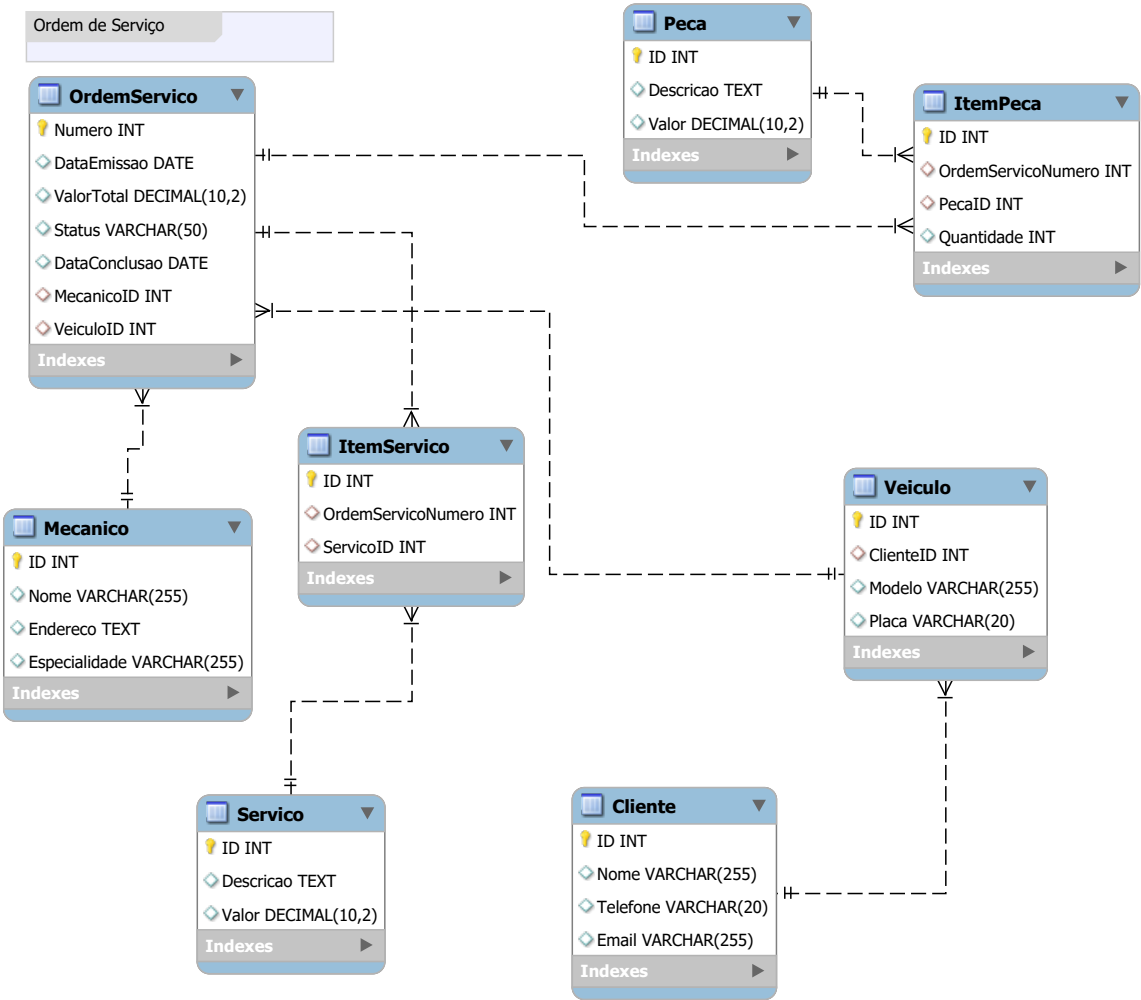 Ordem de Serviço
OrdemServico
Numero INT
DataEmissao DATE
ValorTotal DECIMAL(10,2)
Status VARCHAR(50)
DataConclusao DATE
MecanicoID INT
VeiculoID INT
Indexes
Peca
ID INT
Descricao TEXT
Valor DECIMAL(10,2)
Indexes
ItemPeca
ID INT
OrdemServicoNumero INT
PecaID INT
Quantidade INT
Indexes
ItemServico
ID INT
OrdemServicoNumero INT
ServicoID INT
Indexes
Mecanico
ID INT
Nome VARCHAR(255)
Endereco TEXT
Especialidade VARCHAR(255)
Indexes
Veiculo
ID INT
ClienteID INT
Modelo VARCHAR(255)
Placa VARCHAR(20)
Indexes
Servico
ID INT
Descricao TEXT
Valor DECIMAL(10,2)
Indexes
Cliente
ID INT
Nome VARCHAR(255)
Telefone VARCHAR(20)
Email VARCHAR(255)
Indexes